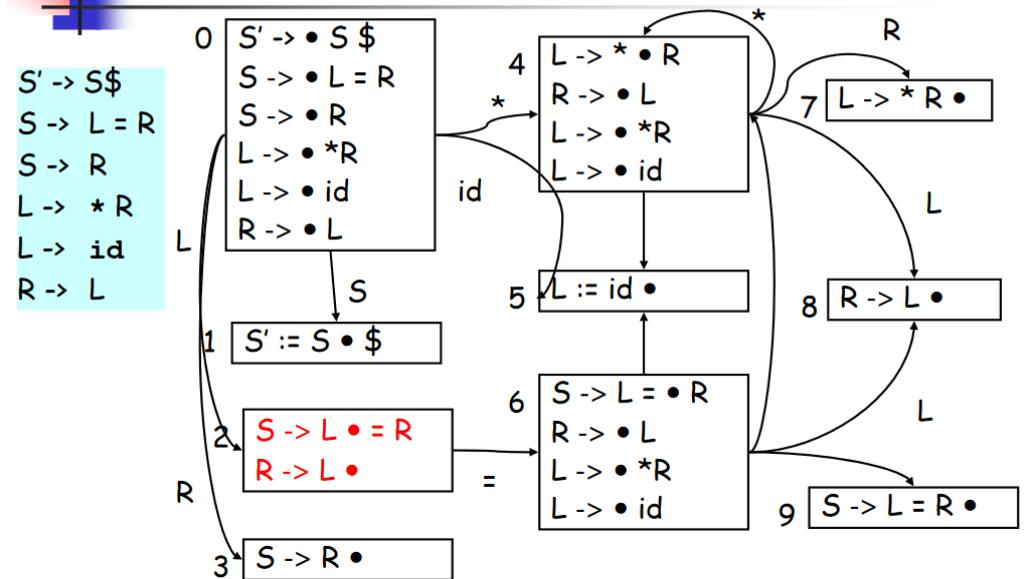 S' -> S$
S -> L = R
S -> R
L -> * R
L -> id
R -> L
0
S' -> • S $
S -> • L = R
S -> • R
L -> • *R
L -> • id
R -> • L
L
S
*
id
1
S' := S • $
2
S -> L • = R
R -> L •
=
R
3
S -> R •
4
L -> * • R
R -> • L
L -> • *R
L -> • id
*
R
7
L -> * R •
L
5
L := id •
8
R -> L •
6
S -> L = • R
R -> • L
L -> • *R
L -> • id
L
9
S -> L = R •